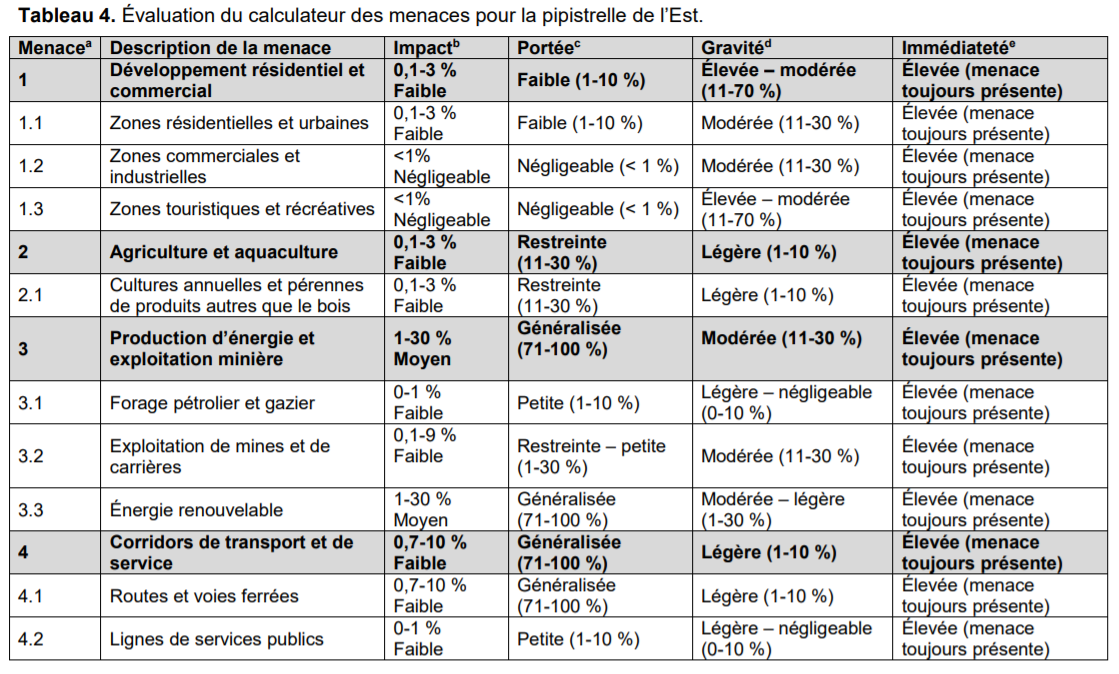 Tableau 4. Évaluation du calculateur des menaces pour la pipistrelle de l'Est.
Menaceᵃ Description de la menace Impactᵇ Portéeᶜ Gravitéᵈ Immédiatetéᵉ
1 Développement résidentiel et commercial 0,1-3 % Faible Faible (1-10 %) Élevée – modérée (11-70 %) Élevée (menace toujours présente)
1.1 Zones résidentielles et urbaines 0,1-3 % Faible Faible (1-10 %) Modérée (11-30 %) Élevée (menace toujours présente)
1.2 Zones commerciales et industrielles <1% Négligeable Négligeable (< 1 %) Modérée (11-30 %) Élevée (menace toujours présente)
1.3 Zones touristiques et récréatives <1% Négligeable Négligeable (< 1 %) Élevée – modérée (11-70 %) Élevée (menace toujours présente)
2 Agriculture et aquaculture 0,1-3 % Faible Restreinte (11-30 %) Légère (1-10 %) Élevée (menace toujours présente)
2.1 Cultures annuelles et pérennes de produits autres que le bois 0,1-3 % Faible Restreinte (11-30 %) Légère (1-10 %) Élevée (menace toujours présente)
3 Production d'énergie et exploitation minière 1-30 % Moyen Généralisée (71-100 %) Modérée (11-30 %) Élevée (menace toujours présente)
3.1 Forage pétrolier et gazier 0-1 % Faible Petite (1-10 %) Légère – négligeable (0-10 %) Élevée (menace toujours présente)
3.2 Exploitation de mines et de carrières 0,1-9 % Faible Restreinte – petite (1-30 %) Modérée (11-30 %) Élevée (menace toujours présente)
3.3 Énergie renouvelable 1-30 % Moyen Généralisée (71-100 %) Modérée – légère (1-30 %) Élevée (menace toujours présente)
4 Corridors de transport et de service 0,7-10 % Faible Généralisée (71-100 %) Légère (1-10 %) Élevée (menace toujours présente)
4.1 Routes et voies ferrées 0,7-10 % Faible Généralisée (71-100 %) Légère (1-10 %) Élevée (menace toujours présente)
4.2 Lignes de services publics 0-1 % Faible Petite (1-10 %) Légère – négligeable (0-10 %) Élevée (menace toujours présente)